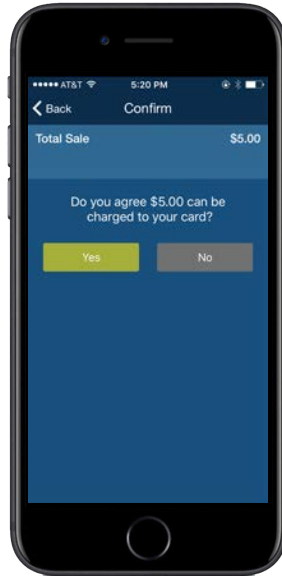 AT&T 5:20 PM
Back Confirm
Total Sale $5.00
Do you agree $5.00 can be
charged to your card?
Yes No